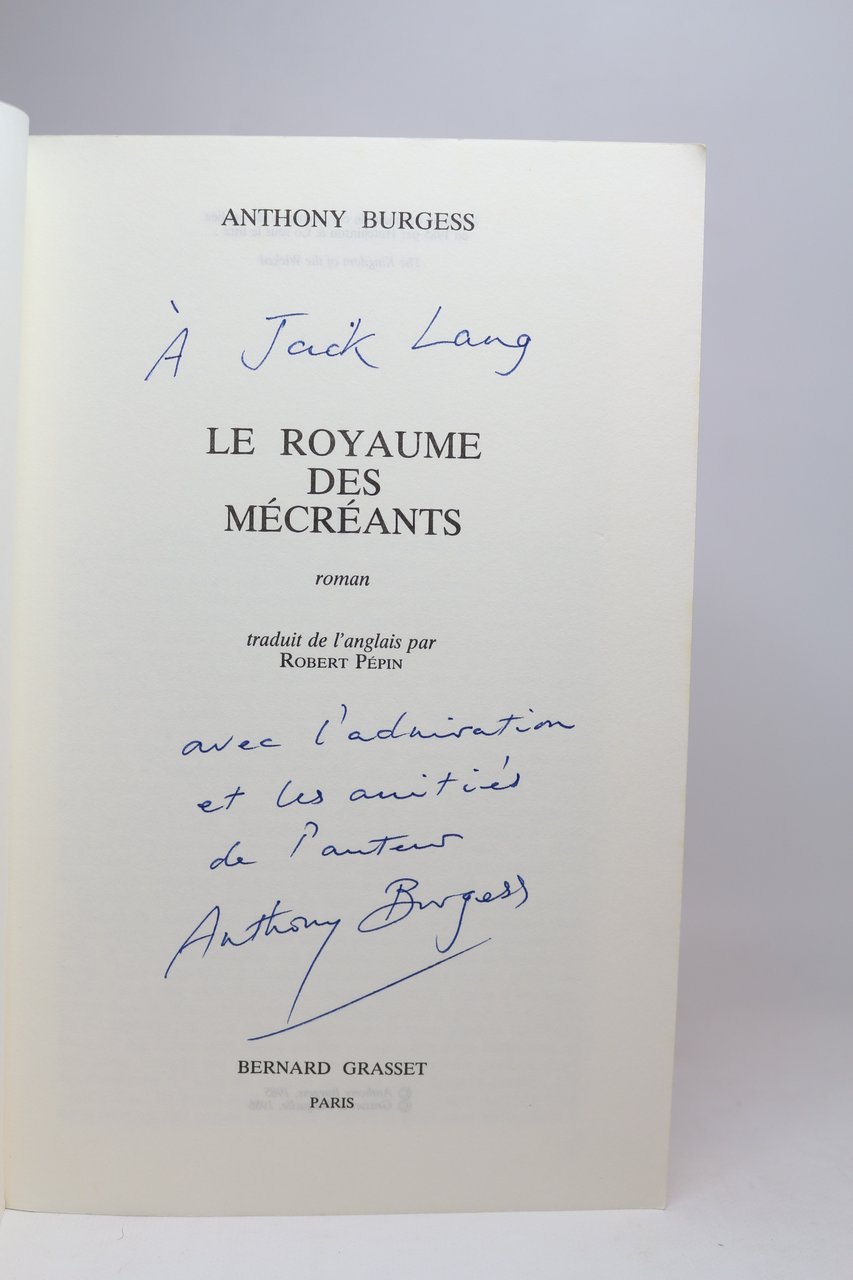 ANTHONY BURGESS
À Jack Lang
LE ROYAUME
DES
MÉCRÉANTS
roman
traduit de l'anglais par
ROBERT PÉPIN
avec l'admiration
et les amitiés
de l'auteur
Anthony Burgess
BERNARD GRASSET
PARIS